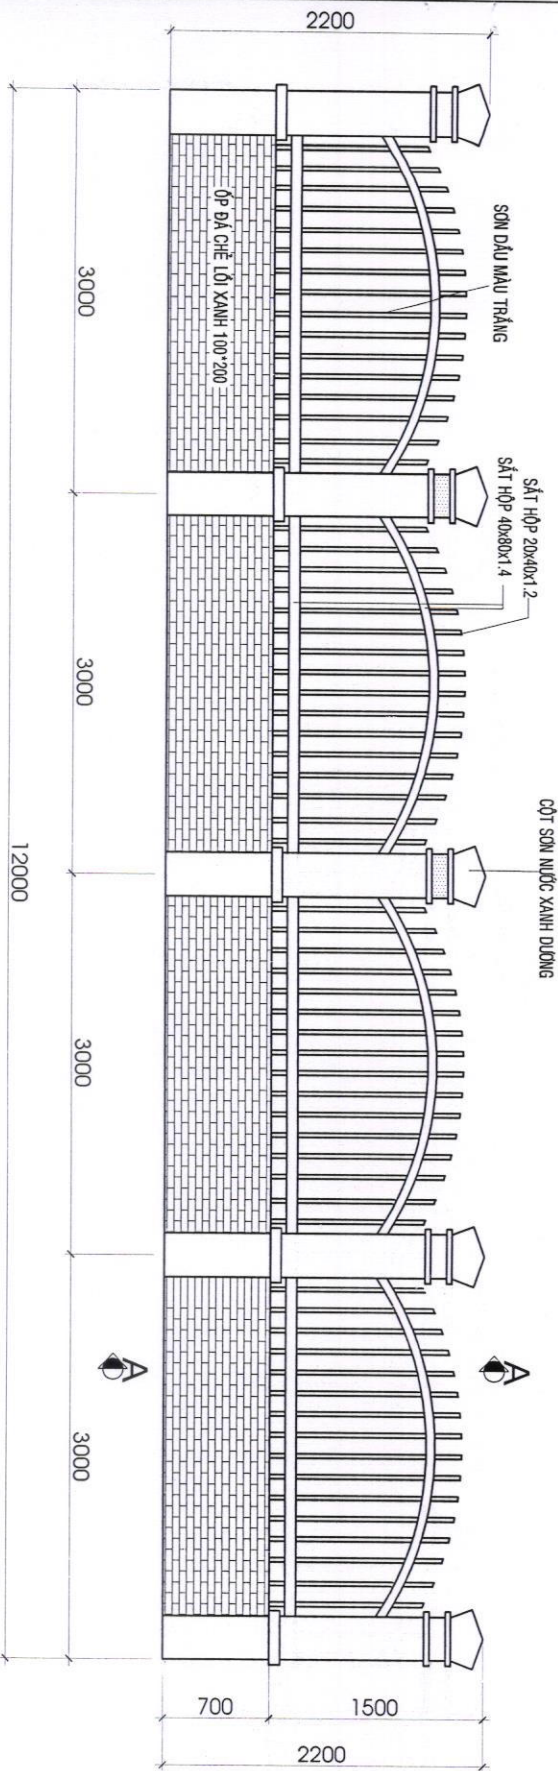 2200
SƠN DẦU MÀU TRẮNG
SẮT HỘP 20x40x1.2
SẮT HỘP 40x80x1.4
CỘT SƠN NƯỚC XANH DƯƠNG
ỐP ĐÁ CHẺ LÕI XANH 100*200
A
A
700
1500
2200
3000
3000
3000
3000
12000